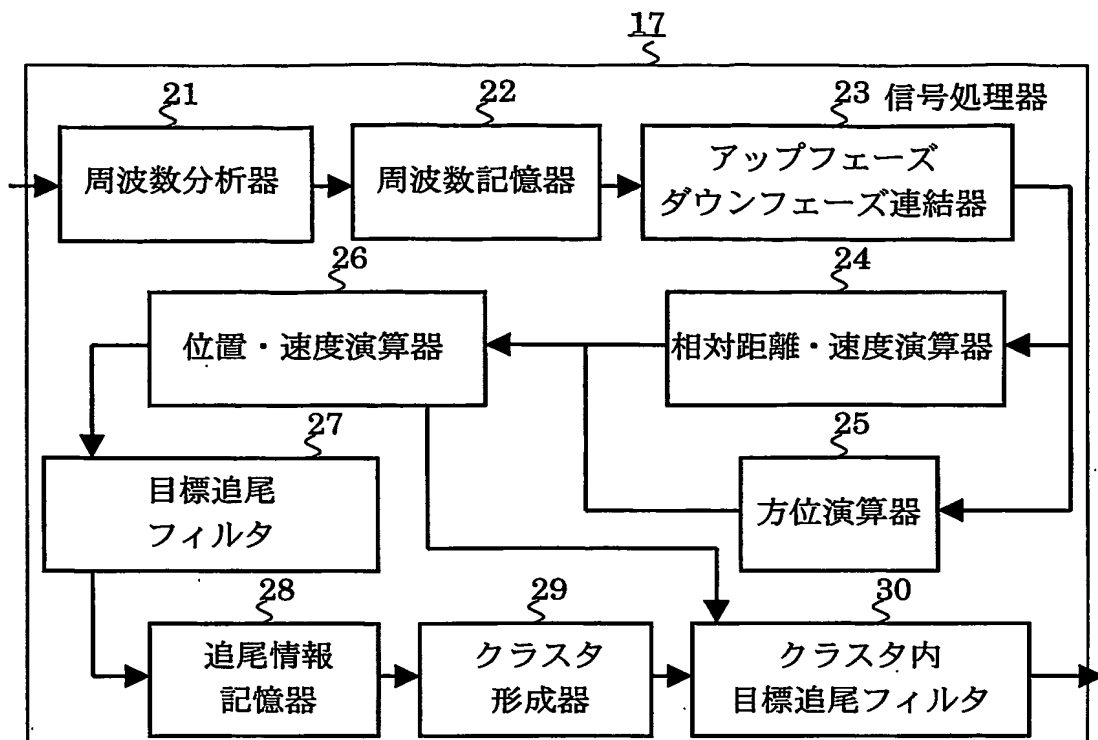 17
信号処理器
21
周波数分析器
22
周波数記憶器
23
アップフェーズ
ダウンフェーズ連結器
26
位置・速度演算器
24
相対距離・速度演算器
27
目標追尾
フィルタ
25
方位演算器
28
追尾情報
記憶器
29
クラスタ
形成器
30
クラスタ内
目標追尾フィルタ